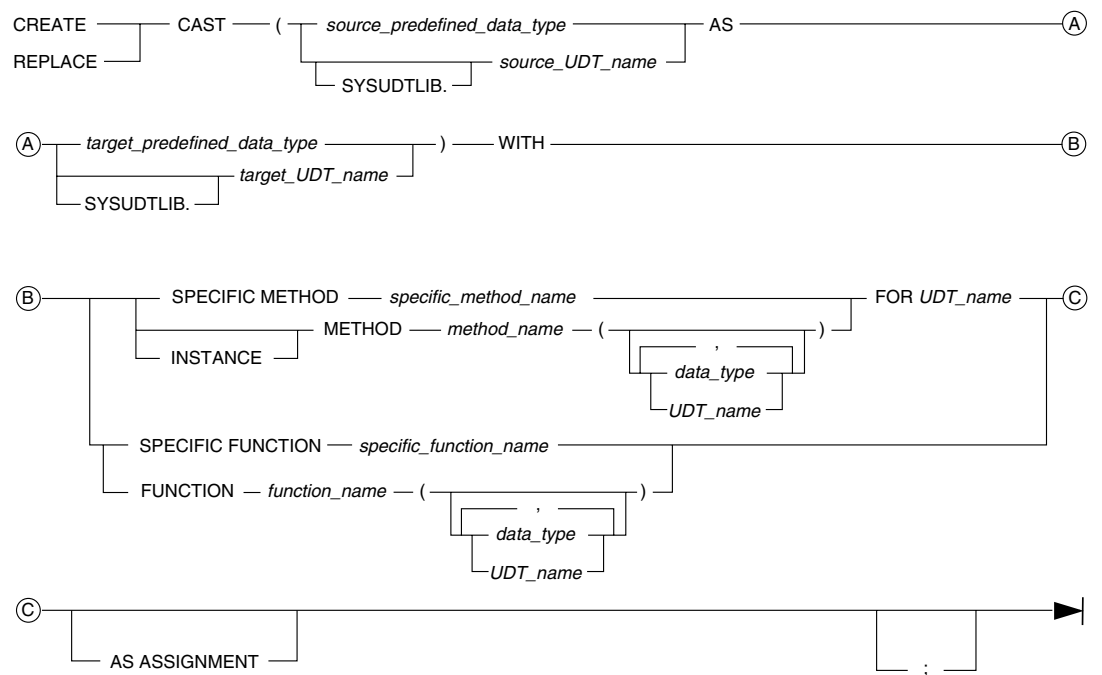 CREATE CAST ( source_predefined_data_type AS A
REPLACE source_UDT_name
SYSUDTLIB.
A target_predefined_data_type ) WITH B
target_UDT_name
SYSUDTLIB.
B SPECIFIC METHOD specific_method_name FOR UDT_name C
METHOD method_name ( , )
INSTANCE data_type
UDT_name
SPECIFIC FUNCTION specific_function_name
FUNCTION function_name ( , )
data_type
UDT_name
C
AS ASSIGNMENT ;